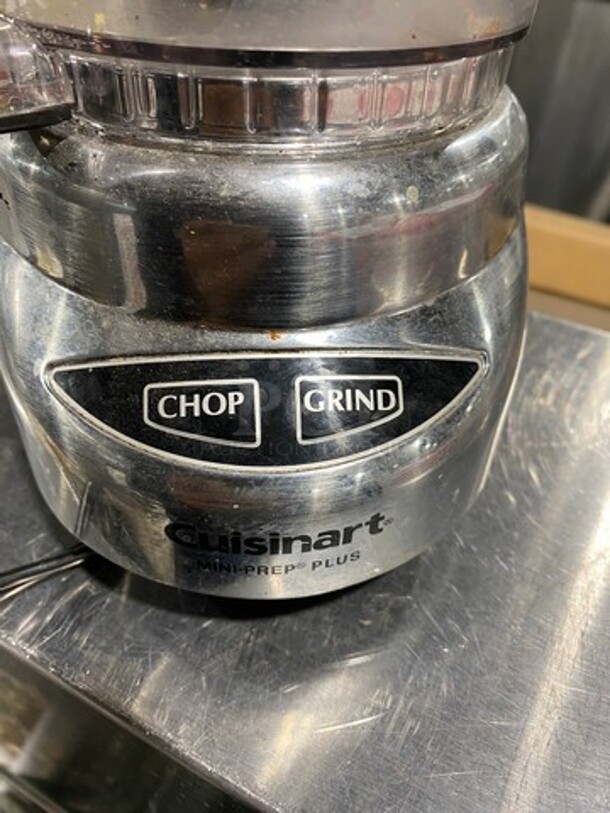 CHOP GRIND
Cuisinart®
MINI-PREP® PLUS